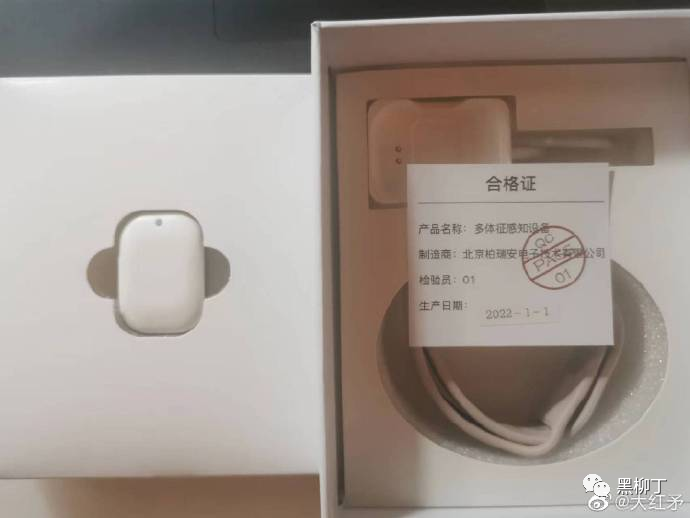 合格证
产品名称：多体征感知设备
制造商：北京柏瑞安电子技术有限公司
检验员：01
生产日期：
2022-1-1
QC
PASS
01
黑柳丁
@大红矛